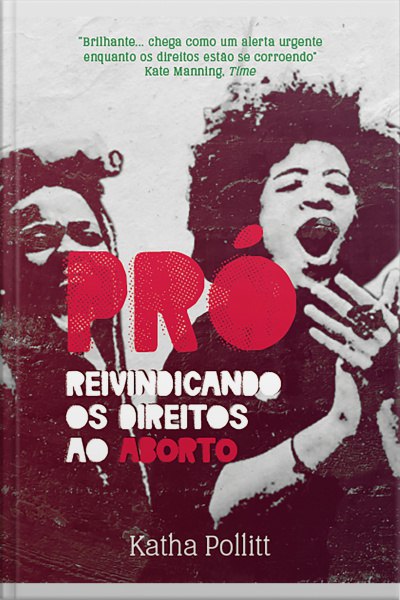 “Brilhante... chega como um alerta urgente
enquanto os direitos estão se corroendo”
Kate Manning, Time
PRÓ
REIVINDICANDO
OS DIREITOS
AO ABORTO
Katha Pollitt